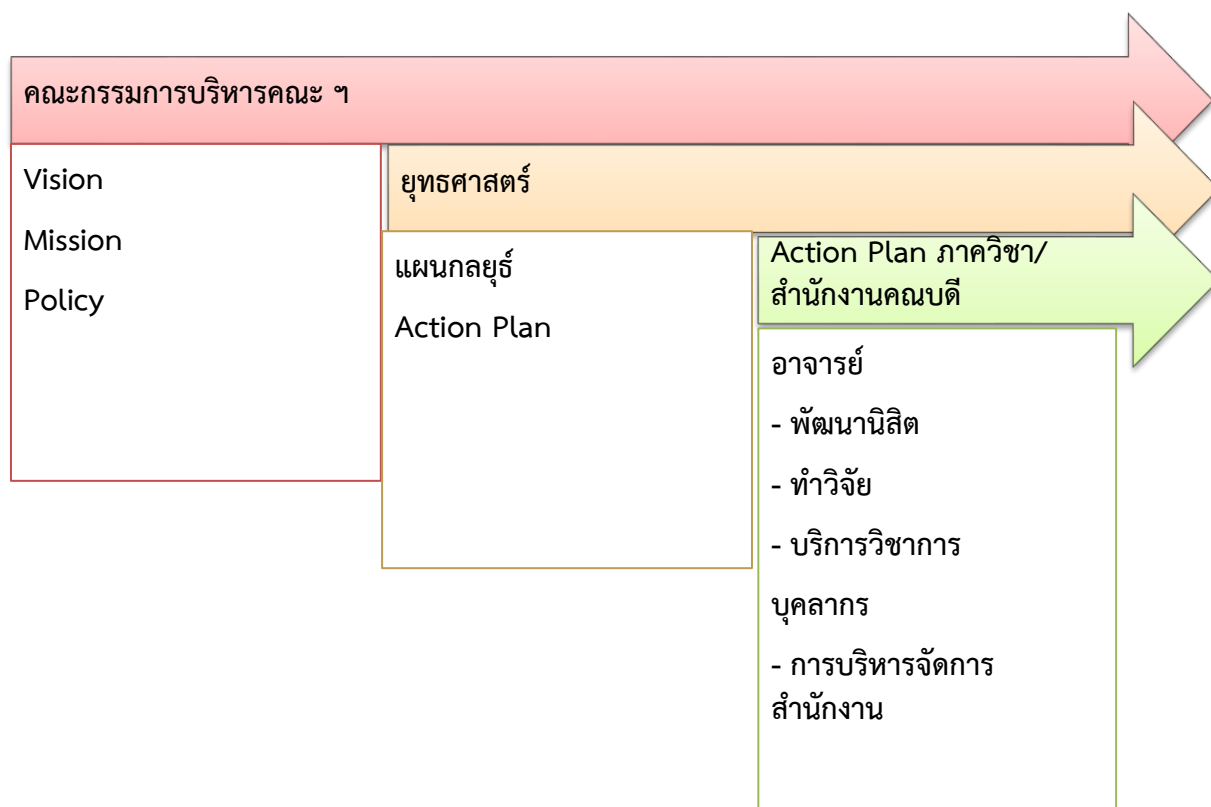 คณะกรรมการบริหารคณะ ฯ
Vision
Mission
Policy
ยุทธศาสตร์
แผนกลยุธ์
Action Plan
Action Plan ภาควิชา/
สำนักงานคณบดี
อาจารย์
- พัฒนานิสิต
- ทำวิจัย
- บริการวิชาการ
บุคลากร
- การบริหารจัดการ
สำนักงาน